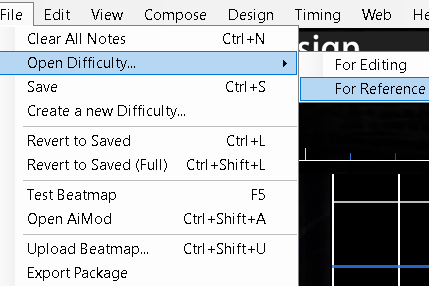 File Edit View Compose Design Timing Web He
Clear All Notes Ctrl+N
sign
Open Difficulty...
For Editing
Save Ctrl+S
For Reference
Create a new Difficulty...
Revert to Saved Ctrl+L
Revert to Saved (Full) Ctrl+Shift+L
Test Beatmap F5
Open AiMod Ctrl+Shift+A
Upload Beatmap... Ctrl+Shift+U
Export Package